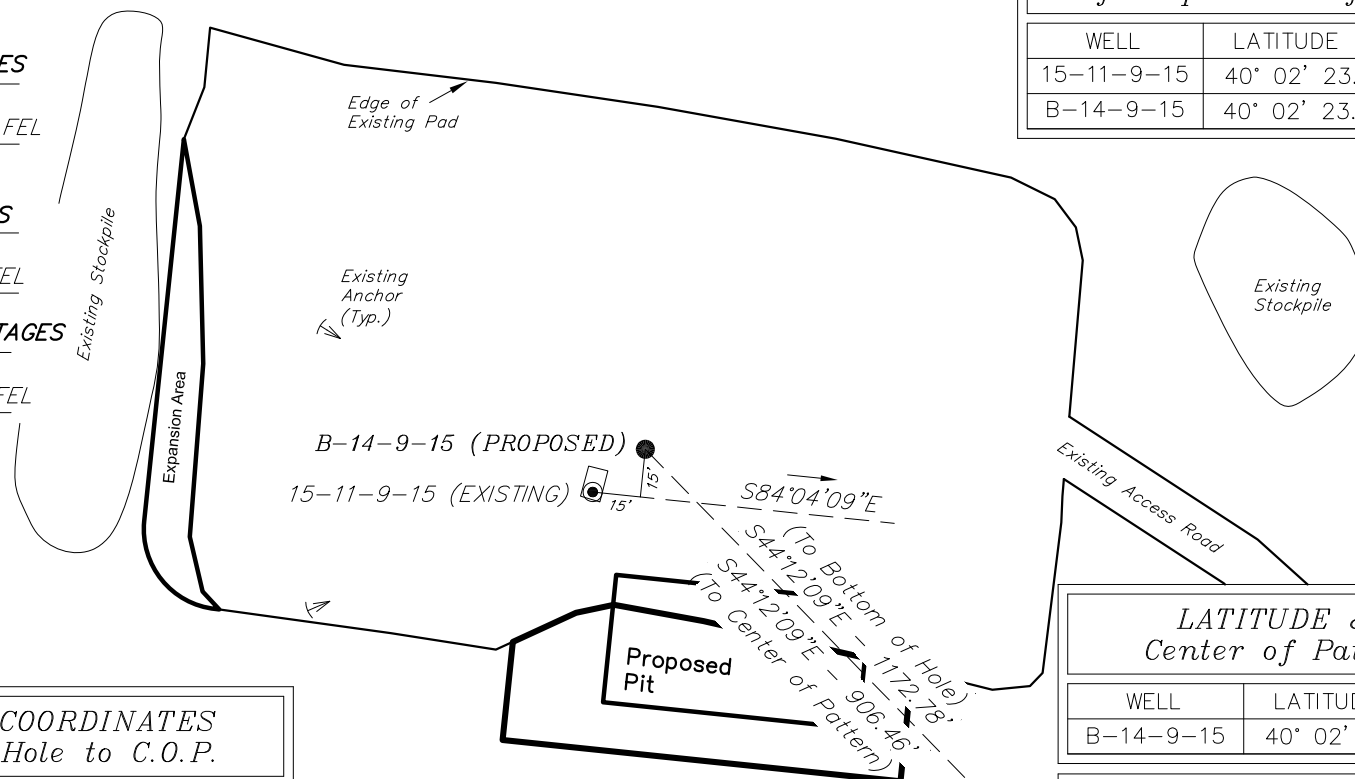 ES
FEL
S
EL
TAGES
FEL
Existing Stockpile
Expansion Area
Edge of
Existing Pad
Existing
Anchor
(Typ.)
WELL LATITUDE
15-11-9-15 40° 02' 23.
B-14-9-15 40° 02' 23.
Existing
Stockpile
B-14-9-15 (PROPOSED)
15-11-9-15 (EXISTING)
15'
15'
S84°04'09"E
Existing Access Road
(To Bottom of Hole)
S44°12'09"E - 1172.78'
S44°12'09"E - 906.46'
(To Center of Pattern)
Proposed
Pit
COORDINATES
Hole to C.O.P.
LATITUDE &
Center of Pat
WELL LATITUD
B-14-9-15 40° 02'